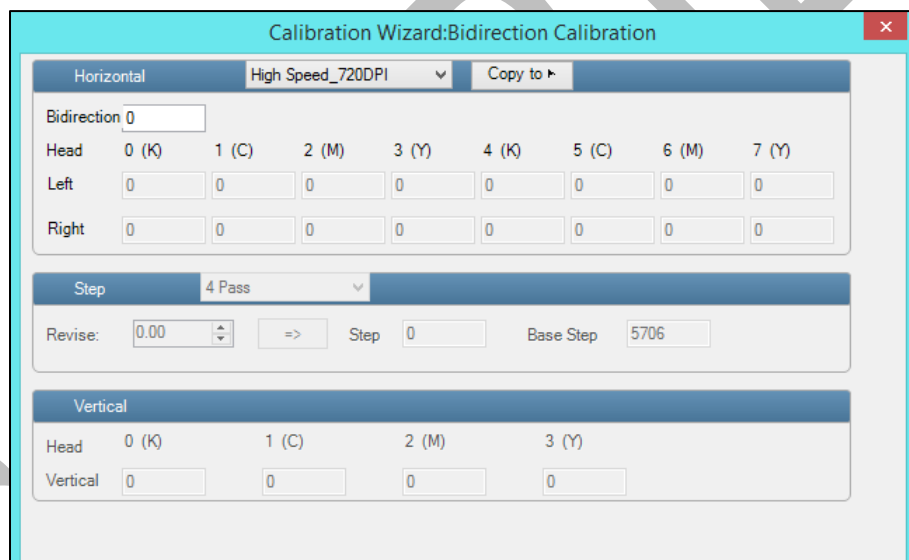 Calibration Wizard:Bidirection Calibration
Horizontal High Speed_720DPI Copy to
Bidirection 0
Head 0 (K) 1 (C) 2 (M) 3 (Y) 4 (K) 5 (C) 6 (M) 7 (Y)
Left 0 0 0 0 0 0 0 0
Right 0 0 0 0 0 0 0 0
Step 4 Pass
Revise: 0.00 => Step 0 Base Step 5706
Vertical
Head 0 (K) 1 (C) 2 (M) 3 (Y)
Vertical 0 0 0 0